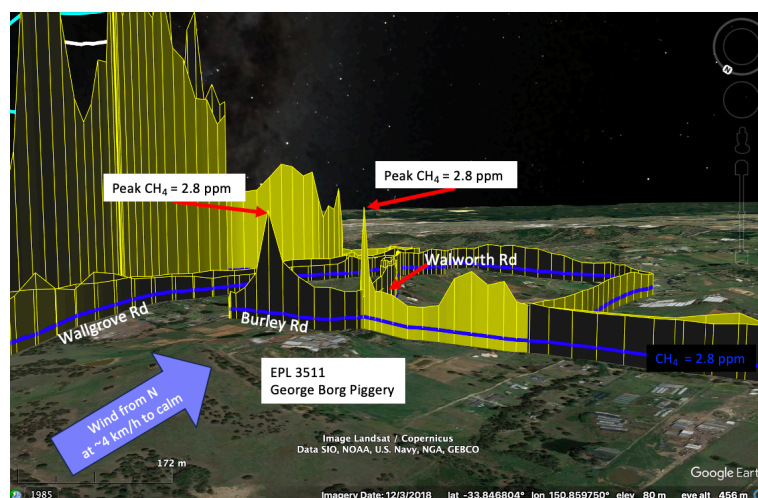 Peak CH₄ = 2.8 ppm
Peak CH₄ = 2.8 ppm
Walworth Rd
Wallgrove Rd
Burley Rd
CH₄ = 2.8 ppm
EPL 3511
George Borg Piggery
Wind from N
at ~4 km/h to calm
Image Landsat / Copernicus
Data SIO, NOAA, U.S. Navy, NGA, GEBCO
172 m
Google Eart
1985
Imagery Date: 12/3/2018 lat -33.846804° lon 150.859750° elev 80 m eye alt 456 m
N